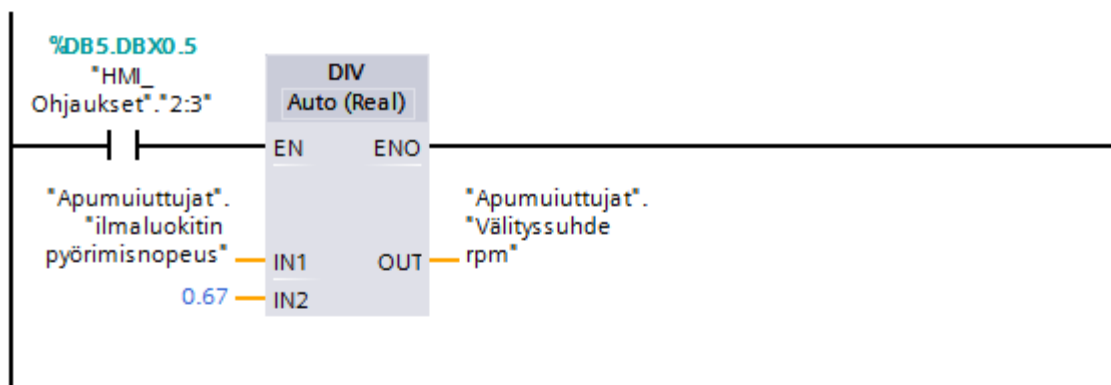 %DB5.DBX0.5
"HMI_
Ohjaukset"."2:3"
DIV
Auto (Real)
EN
ENO
"Apumuiuttujat".
"ilmaluokitin
pyörimisnopeus"
IN1
0.67
IN2
OUT
"Apumuiuttujat".
"Välityssuhde
rpm"